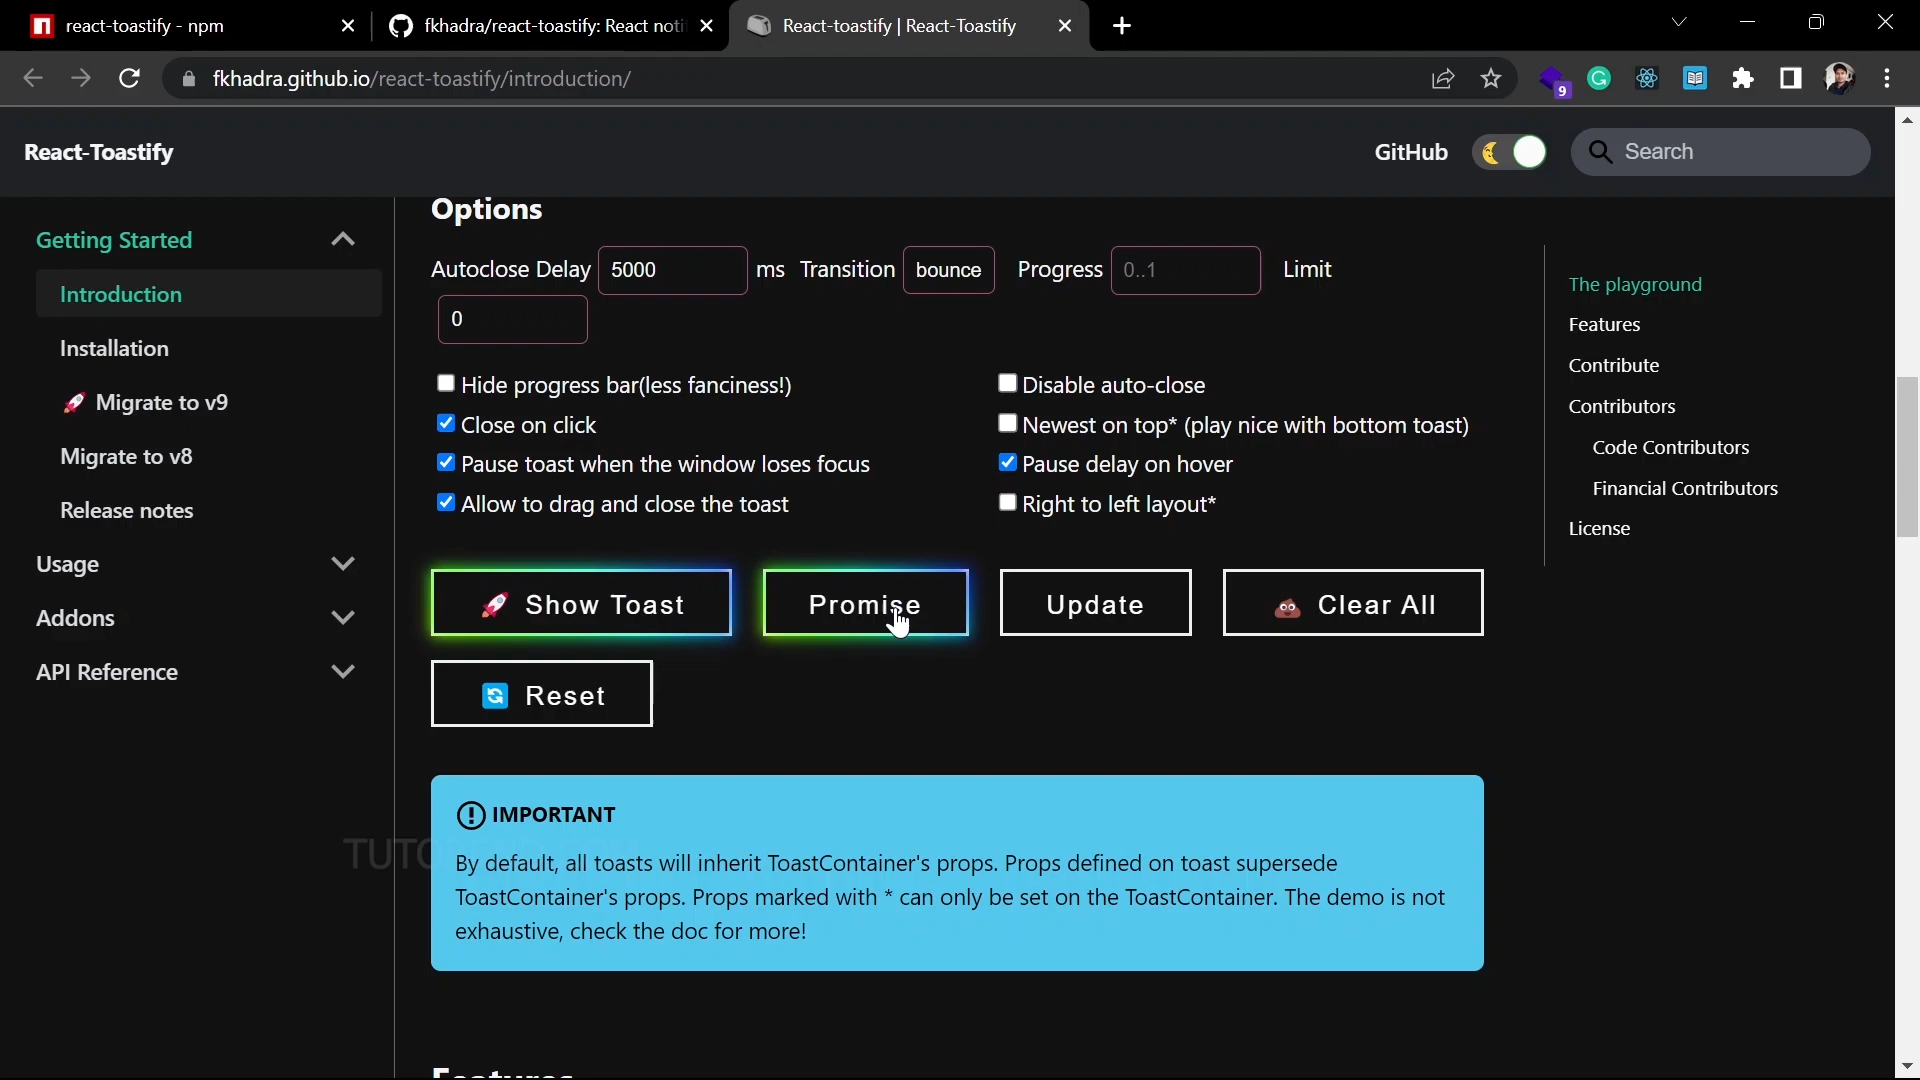 react-toastify - npm
fkhadra/react-toastify: React noti
React-toastify | React-Toastify
fkhadra.github.io/react-toastify/introduction/
9
React-Toastify
GitHub
Search
Getting Started
Introduction
Installation
🚀 Migrate to v9
Migrate to v8
Release notes
Usage
Addons
API Reference
Options
Autoclose Delay 5000 ms Transition bounce Progress 0..1 Limit
0
Hide progress bar(less fanciness!)
Disable auto-close
Close on click
Newest on top* (play nice with bottom toast)
Pause toast when the window loses focus
Pause delay on hover
Allow to drag and close the toast
Right to left layout*
🚀 Show Toast
Promise
Update
💩 Clear All
🔄 Reset
IMPORTANT
By default, all toasts will inherit ToastContainer's props. Props defined on toast supersede
ToastContainer's props. Props marked with * can only be set on the ToastContainer. The demo is not
exhaustive, check the doc for more!
Features
The playground
Features
Contribute
Contributors
Code Contributors
Financial Contributors
License